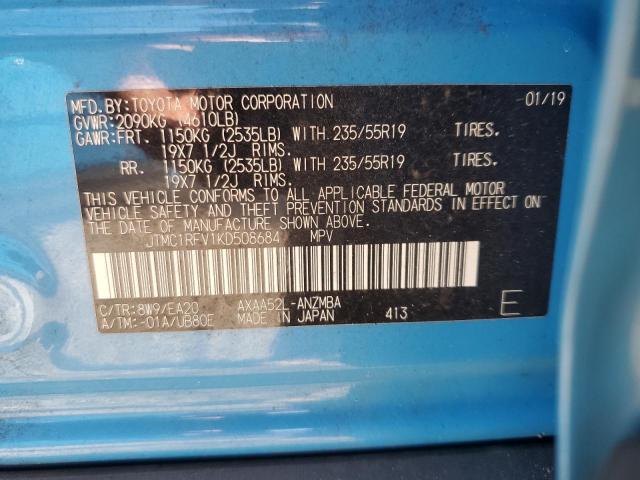 MFD. BY: TOYOTA MOTOR CORPORATION 01/19
GVWR: 2090KG (4610LB)
GAWR: FRT. 1150KG (2535LB) WITH 235/55R19 TIRES.
19X7 1/2J RIMS.
RR. 1150KG (2535LB) WITH 235/55R19 TIRES.
19X7 1/2J RIMS.
THIS VEHICLE CONFORMS TO ALL APPLICABLE FEDERAL MOTOR
VEHICLE SAFETY AND THEFT PREVENTION STANDARDS IN EFFECT ON
THE DATE OF MANUFACTURE SHOWN ABOVE.
JTMC1RFV1KD508684 MPV
C/TR: 8W9/EA20 AXAA52L-ANZMBA
A/TM: -01A/UB80E MADE IN JAPAN 413 E